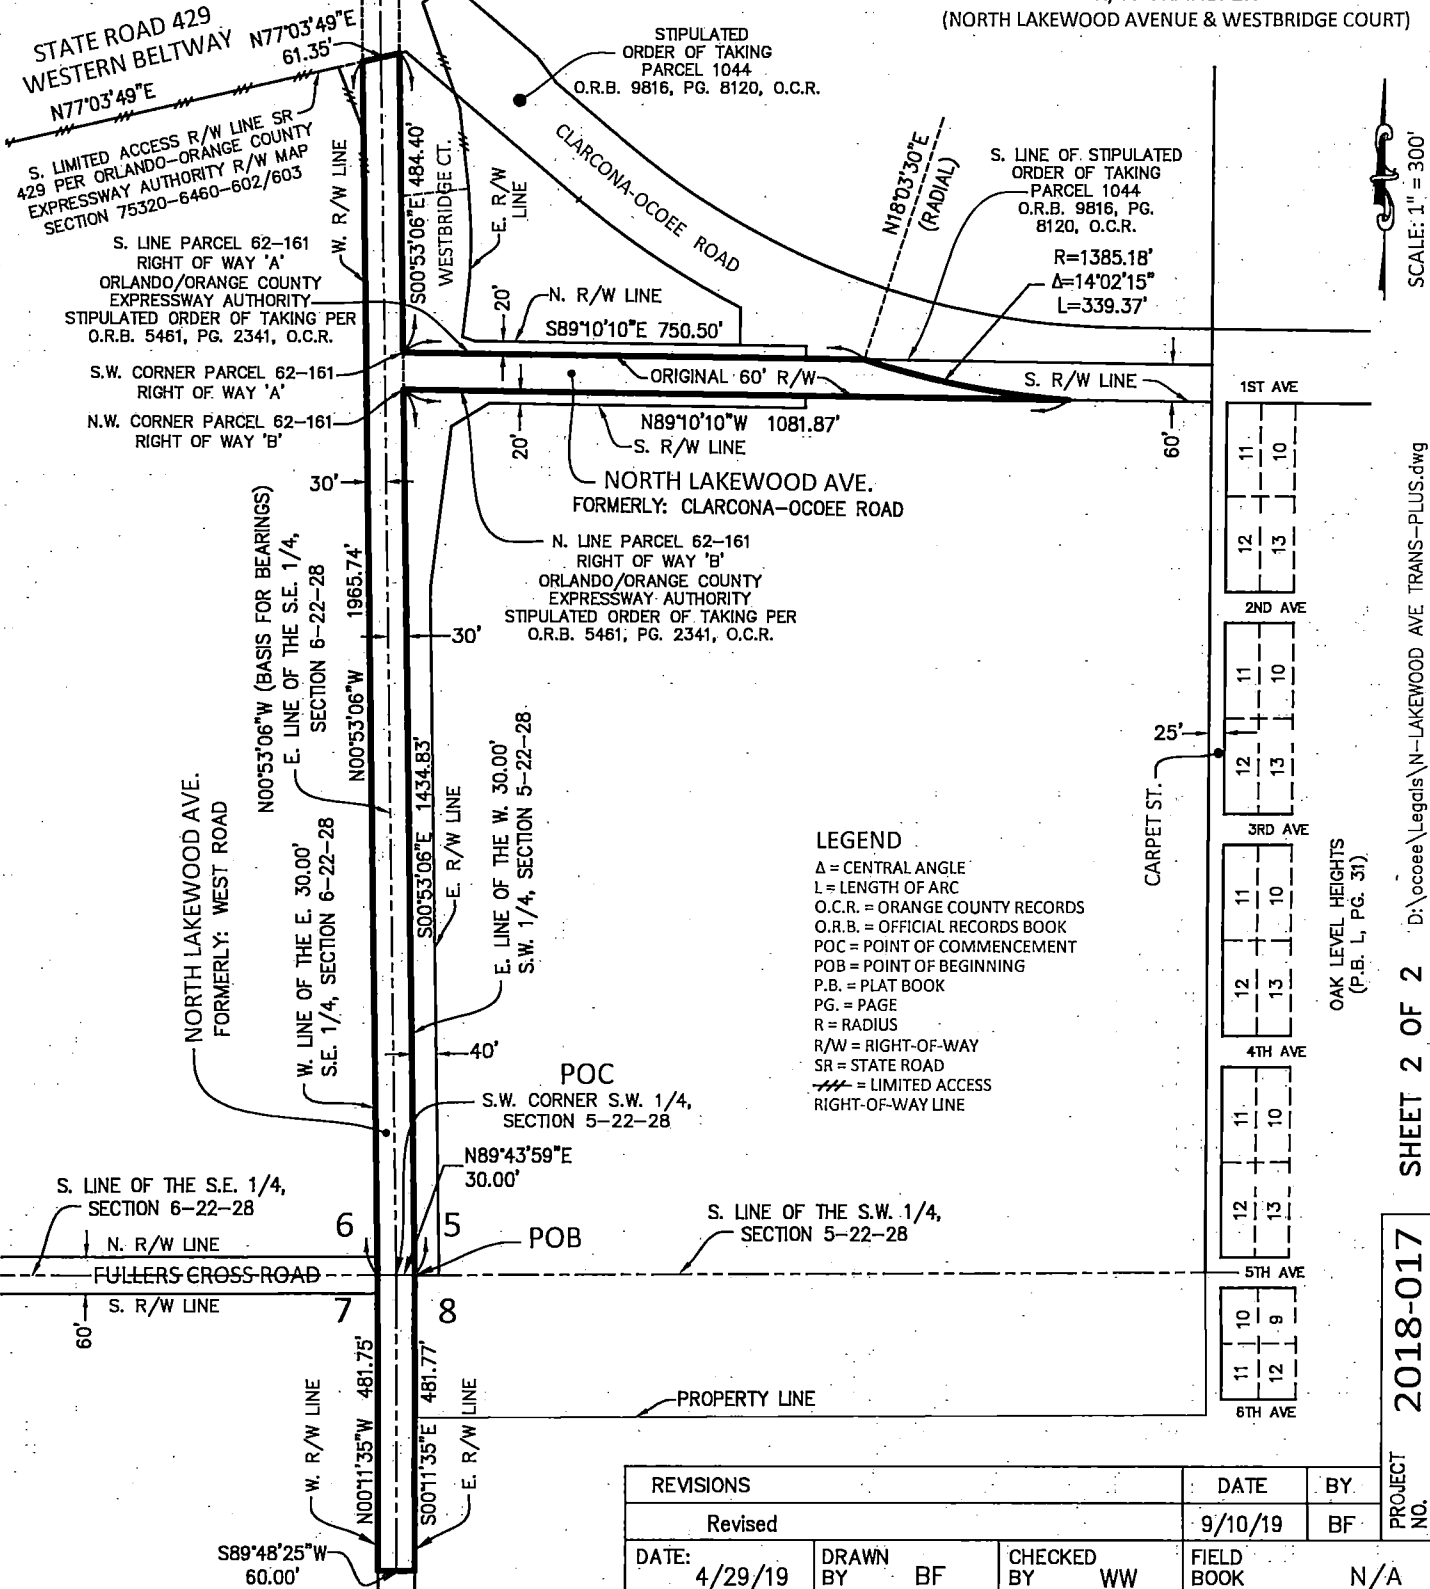 (NORTH LAKEWOOD AVENUE & WESTBRIDGE COURT)
STATE ROAD 429
WESTERN BELTWAY
N77°03'49"E
61.35'
N77°03'49"E
S. LIMITED ACCESS R/W LINE SR
429 PER ORLANDO-ORANGE COUNTY
EXPRESSWAY AUTHORITY R/W MAP
SECTION 75320-6460-602/603
W. R/W LINE
S00°53'06"E 484.40'
WESTBRIDGE CT.
E. R/W
LINE
STIPULATED
ORDER OF TAKING
PARCEL 1044
O.R.B. 9816, PG. 8120, O.C.R.
CLARCONA-OCOEE ROAD
N18°03'30"E
(RADIAL)
S. LINE OF STIPULATED
ORDER OF TAKING
PARCEL 1044
O.R.B. 9816, PG.
8120, O.C.R.
R=1385.18'
Δ=14°02'15"
L=339.37'
SCALE: 1" = 300'
S. LINE PARCEL 62-161
RIGHT OF WAY 'A'
ORLANDO/ORANGE COUNTY
EXPRESSWAY AUTHORITY
STIPULATED ORDER OF TAKING PER
O.R.B. 5461, PG. 2341, O.C.R.
S.W. CORNER PARCEL 62-161
RIGHT OF WAY 'A'
N.W. CORNER PARCEL 62-161
RIGHT OF WAY 'B'
20'
N. R/W LINE
S89°10'10"E 750.50'
ORIGINAL 60' R/W
S. R/W LINE
N89°10'10"W 1081.87'
20'
S. R/W LINE
60'
NORTH LAKEWOOD AVE.
FORMERLY: CLARCONA-OCOEE ROAD
30'
N. LINE PARCEL 62-161
RIGHT OF WAY 'B'
ORLANDO/ORANGE COUNTY
EXPRESSWAY AUTHORITY
STIPULATED ORDER OF TAKING PER
O.R.B. 5461, PG. 2341, O.C.R.
30'
N00°53'06"W (BASIS FOR BEARINGS)
E. LINE OF THE S.E. 1/4,
SECTION 6-22-28
N00°53'06"W 1965.74'
S00°53'06"E 1434.83'
E. R/W LINE
E. LINE OF THE W. 30.00'
S.W. 1/4, SECTION 5-22-28
NORTH LAKEWOOD AVE.
FORMERLY: WEST ROAD
W. LINE OF THE E. 30.00'
S.E. 1/4, SECTION 6-22-28
40'
LEGEND
Δ = CENTRAL ANGLE
L = LENGTH OF ARC
O.C.R. = ORANGE COUNTY RECORDS
O.R.B. = OFFICIAL RECORDS BOOK
POC = POINT OF COMMENCEMENT
POB = POINT OF BEGINNING
P.B. = PLAT BOOK
PG. = PAGE
R = RADIUS
R/W = RIGHT-OF-WAY
SR = STATE ROAD
= LIMITED ACCESS
RIGHT-OF-WAY LINE
1ST AVE
11 10
12 13
2ND AVE
11 10
12 13
3RD AVE
11 10
12 13
4TH AVE
11 10
12 13
5TH AVE
10 9
11 12
6TH AVE
25'
CARPET ST.
OAK LEVEL HEIGHTS
(P.B. L, PG. 31)
POC
S.W. CORNER S.W. 1/4,
SECTION 5-22-28
N89°43'59"E
30.00'
POB
S. LINE OF THE S.W. 1/4,
SECTION 5-22-28
S. LINE OF THE S.E. 1/4,
SECTION 6-22-28
6 5
N. R/W LINE
FULLERS CROSS ROAD
S. R/W LINE
7 8
60'
W. R/W LINE
N00°11'35"W 481.75'
S00°11'35"E 481.77'
E. R/W LINE
S89°48'25"W
60.00'
PROPERTY LINE
REVISIONS DATE BY
Revised 9/10/19 BF
DATE: 4/29/19 DRAWN BY BF CHECKED BY WW FIELD BOOK N/A
PROJECT NO. 2018-017 SHEET 2 OF 2 D:\ocoee\Legals\N-LAKEWOOD AVE TRANS-PLUS.dwg